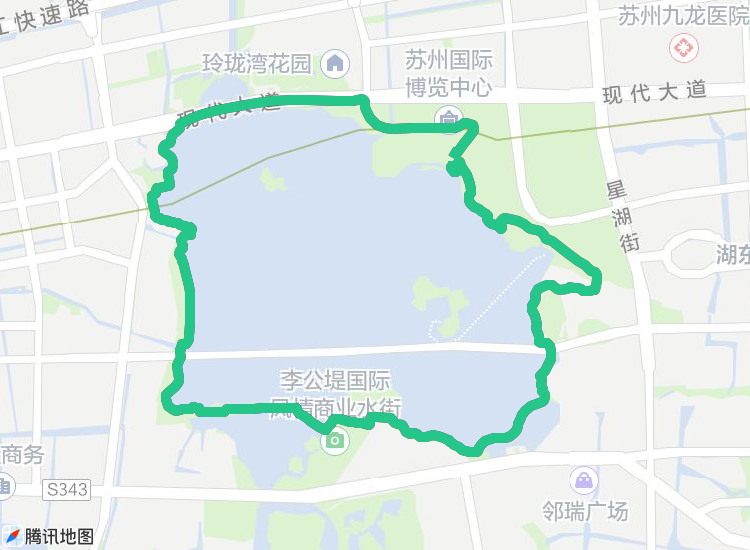 江快速路
苏州九龙医院
玲珑湾花园
苏州国际
博览中心
现代大道
现代大道
星湖街
湖东
李公堤国际
风情商业水街
商务
S343
邻瑞广场
腾讯地图